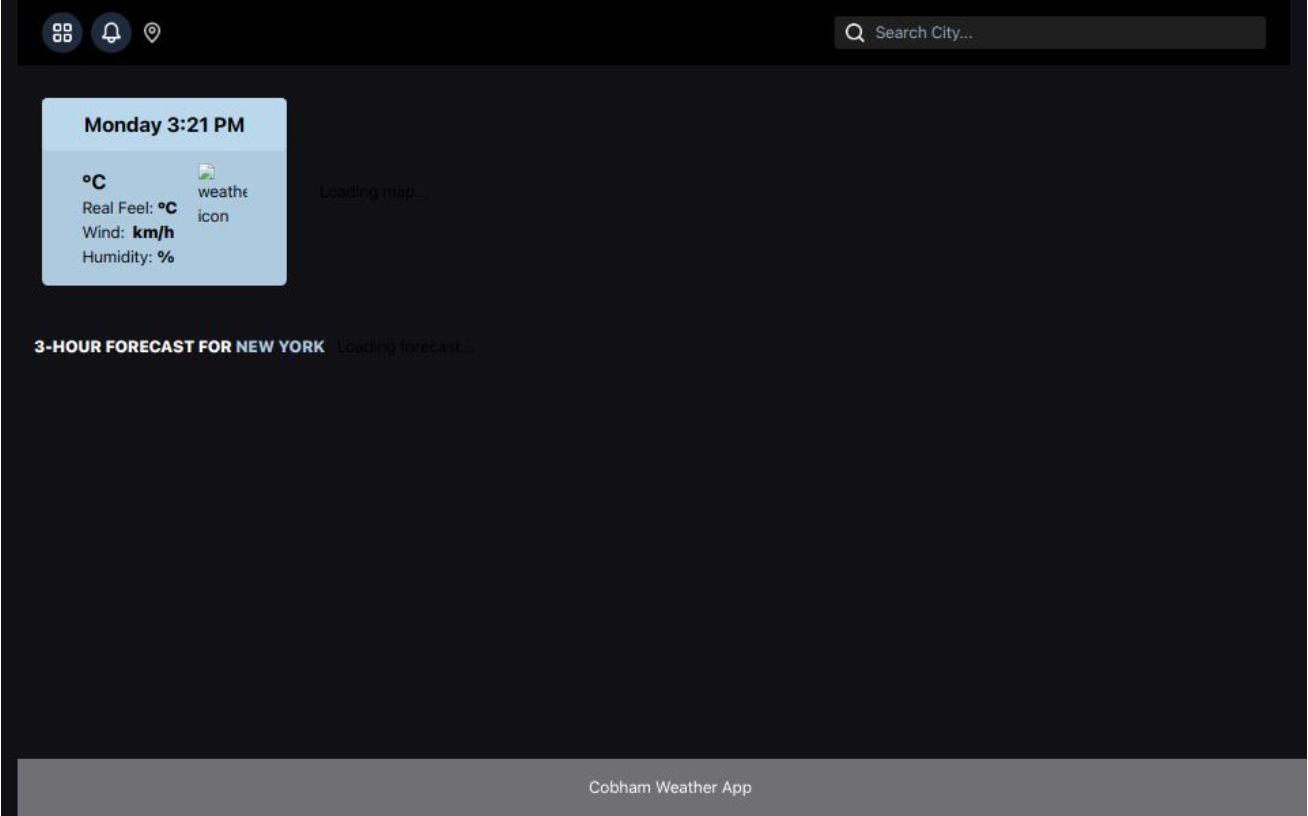 Search City...
Monday 3:21 PM
°C
Real Feel: °C
Wind: km/h
Humidity: %
weathe
icon
Loading map...
3-HOUR FORECAST FOR NEW YORK
Loading forecast...
Cobham Weather App